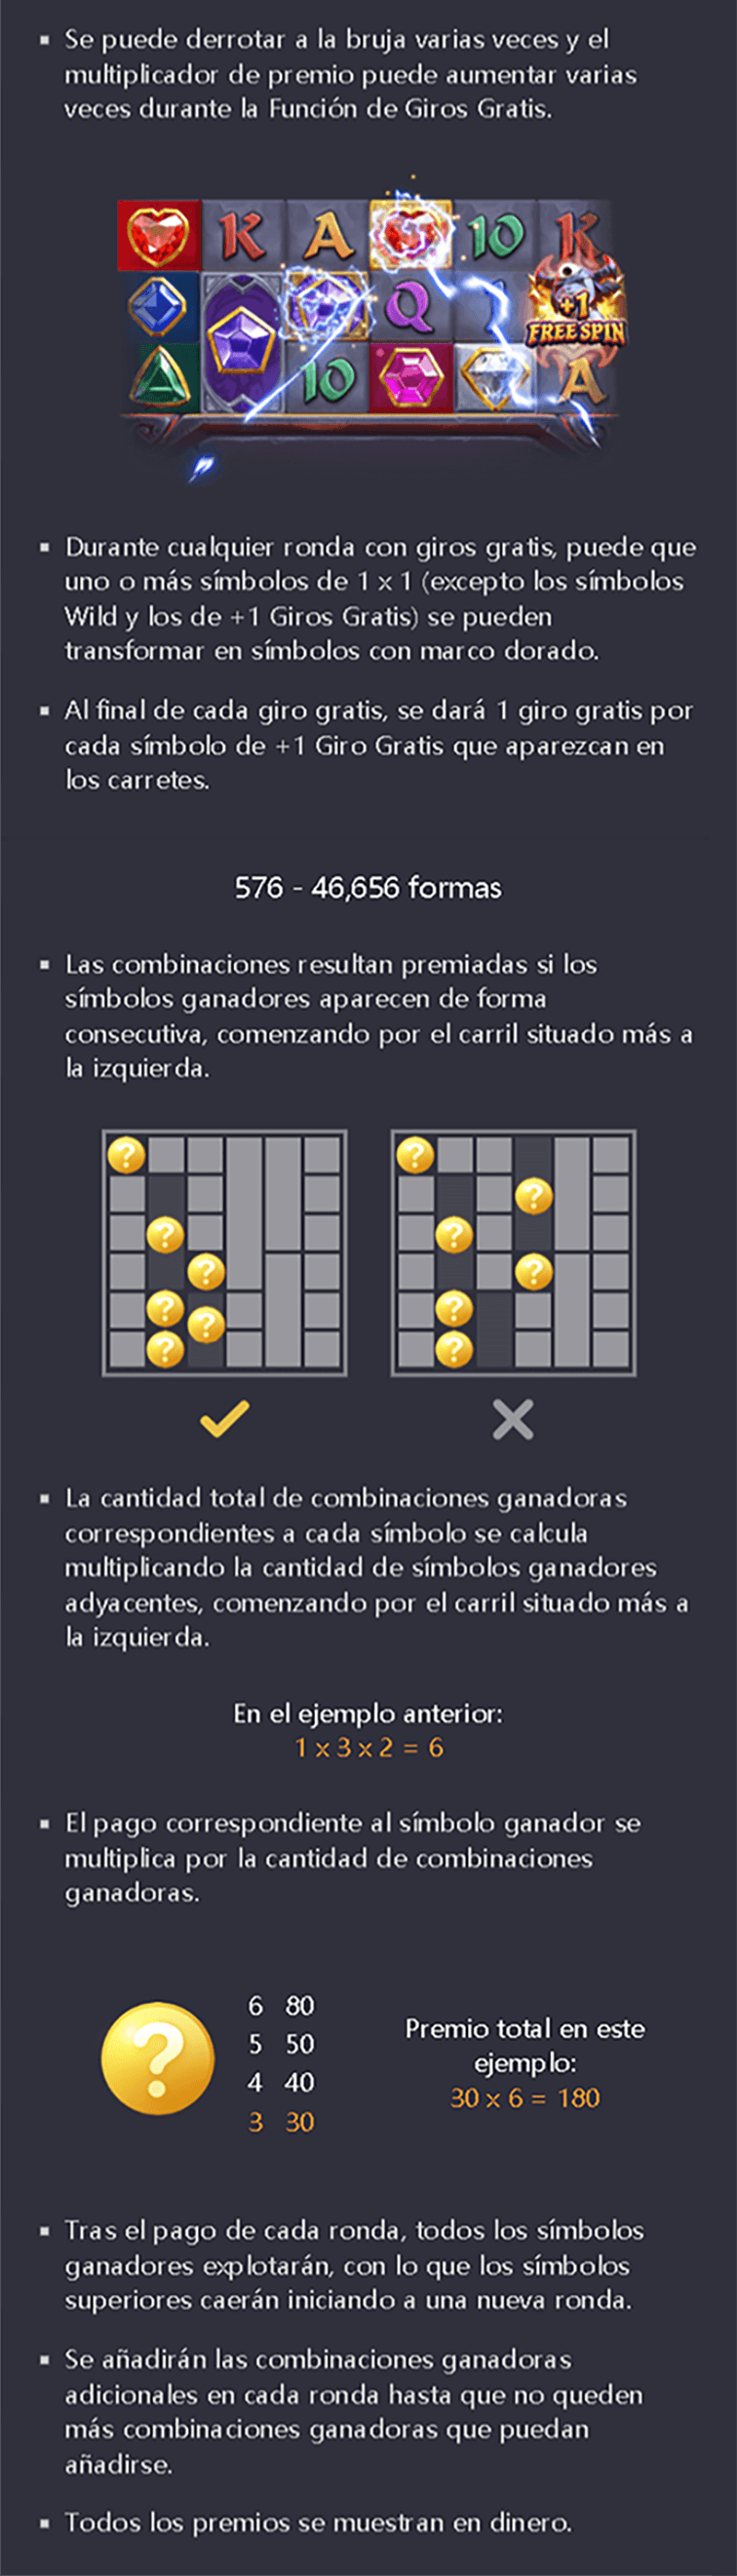 Se puede derrotar a la bruja varias veces y el
multiplicador de premio puede aumentar varias
veces durante la Función de Giros Gratis.
K A 10 K
Q +1
FREE SPIN
10 A
Durante cualquier ronda con giros gratis, puede que
uno o más símbolos de 1 x 1 (excepto los símbolos
Wild y los de +1 Giros Gratis) se pueden
transformar en símbolos con marco dorado.
Al final de cada giro gratis, se dará 1 giro gratis por
cada símbolo de +1 Giro Gratis que aparezcan en
los carretes.
576 - 46,656 formas
Las combinaciones resultan premiadas si los
símbolos ganadores aparecen de forma
consecutiva, comenzando por el carril situado más a
la izquierda.
? ?
?
? ?
? ?
? ?
?
? ?
La cantidad total de combinaciones ganadoras
correspondientes a cada símbolo se calcula
multiplicando la cantidad de símbolos ganadores
adyacentes, comenzando por el carril situado más a
la izquierda.
En el ejemplo anterior:
1 x 3 x 2 = 6
El pago correspondiente al símbolo ganador se
multiplica por la cantidad de combinaciones
ganadoras.
?
6 80
5 50
4 40
3 30
Premio total en este
ejemplo:
30 x 6 = 180
Tras el pago de cada ronda, todos los símbolos
ganadores explotarán, con lo que los símbolos
superiores caerán iniciando a una nueva ronda.
Se añadirán las combinaciones ganadoras
adicionales en cada ronda hasta que no queden
más combinaciones ganadoras que puedan
añadirse.
Todos los premios se muestran en dinero.